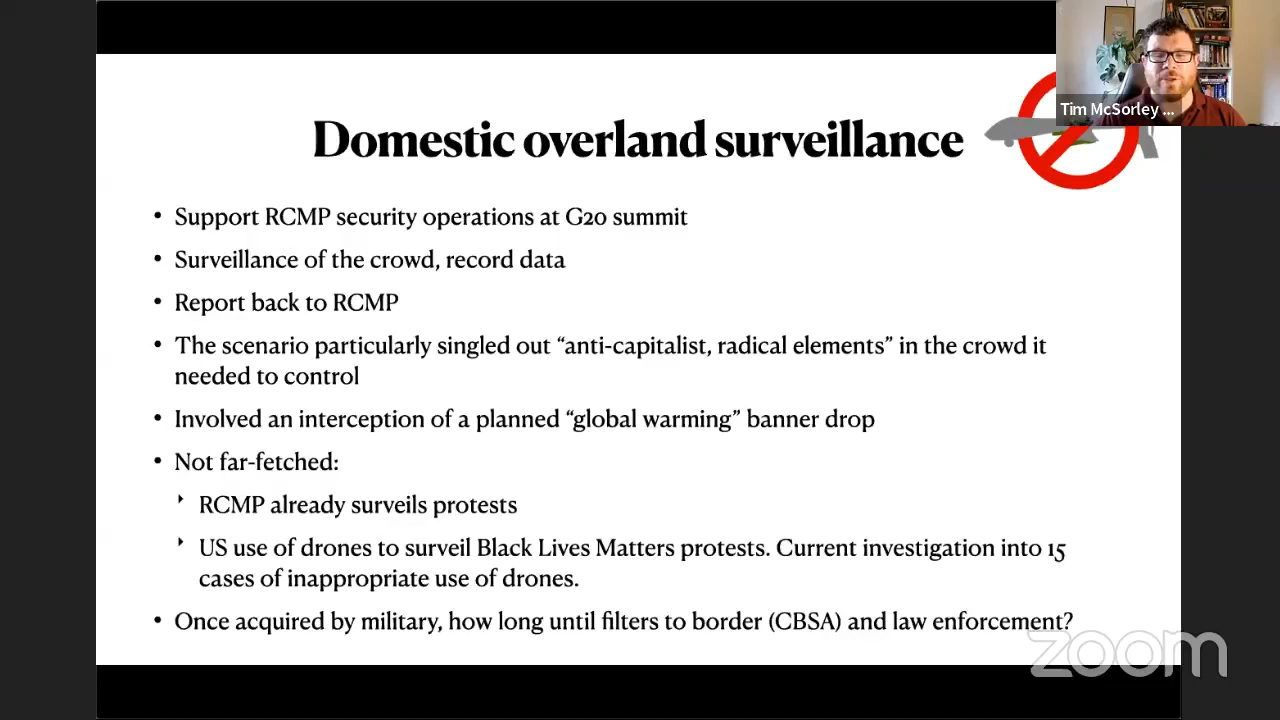 Tim McSorley ...
Domestic overland surveillance
• Support RCMP security operations at G20 summit
• Surveillance of the crowd, record data
• Report back to RCMP
• The scenario particularly singled out “anti-capitalist, radical elements” in the crowd it
needed to control
• Involved an interception of a planned “global warming” banner drop
• Not far-fetched:
‣ RCMP already surveils protests
‣ US use of drones to surveil Black Lives Matters protests. Current investigation into 15
cases of inappropriate use of drones.
• Once acquired by military, how long until filters to border (CBSA) and law enforcement?
zoom